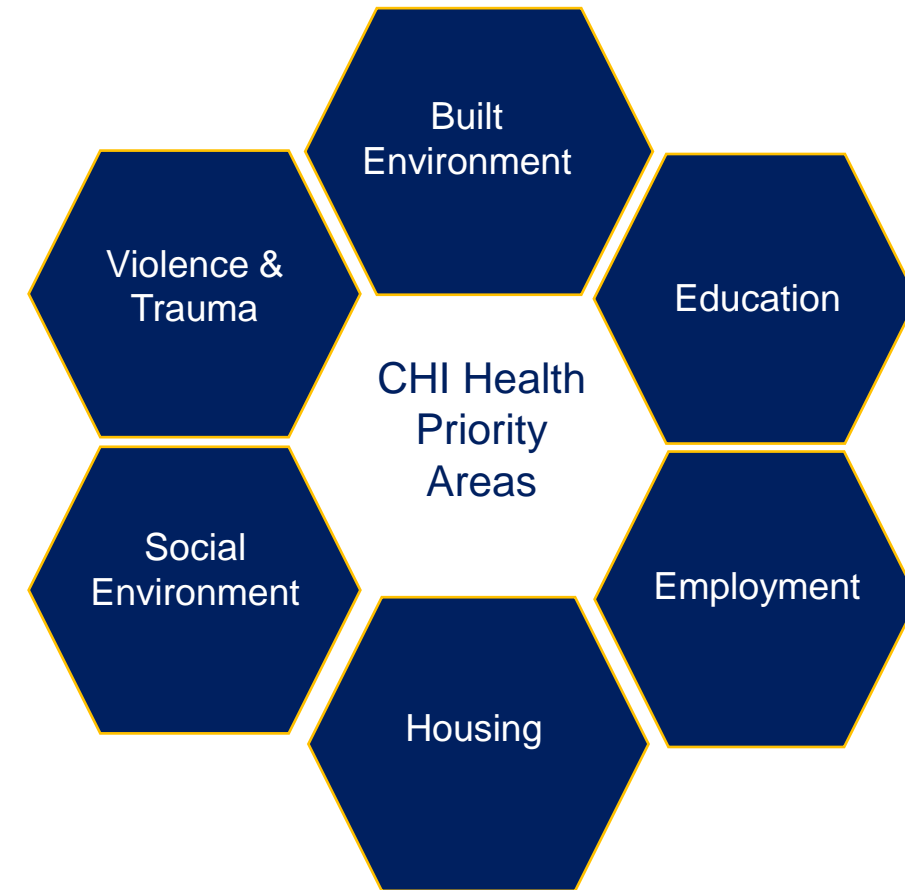 Built
Environment
Violence &
Trauma
Education
CHI Health
Priority
Areas
Social
Environment
Employment
Housing